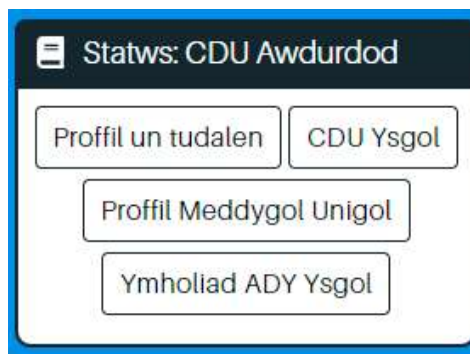 Statws: CDU Awdurdod
Proffil un tudalen CDU Ysgol
Proffil Meddygol Unigol
Ymholiad ADY Ysgol